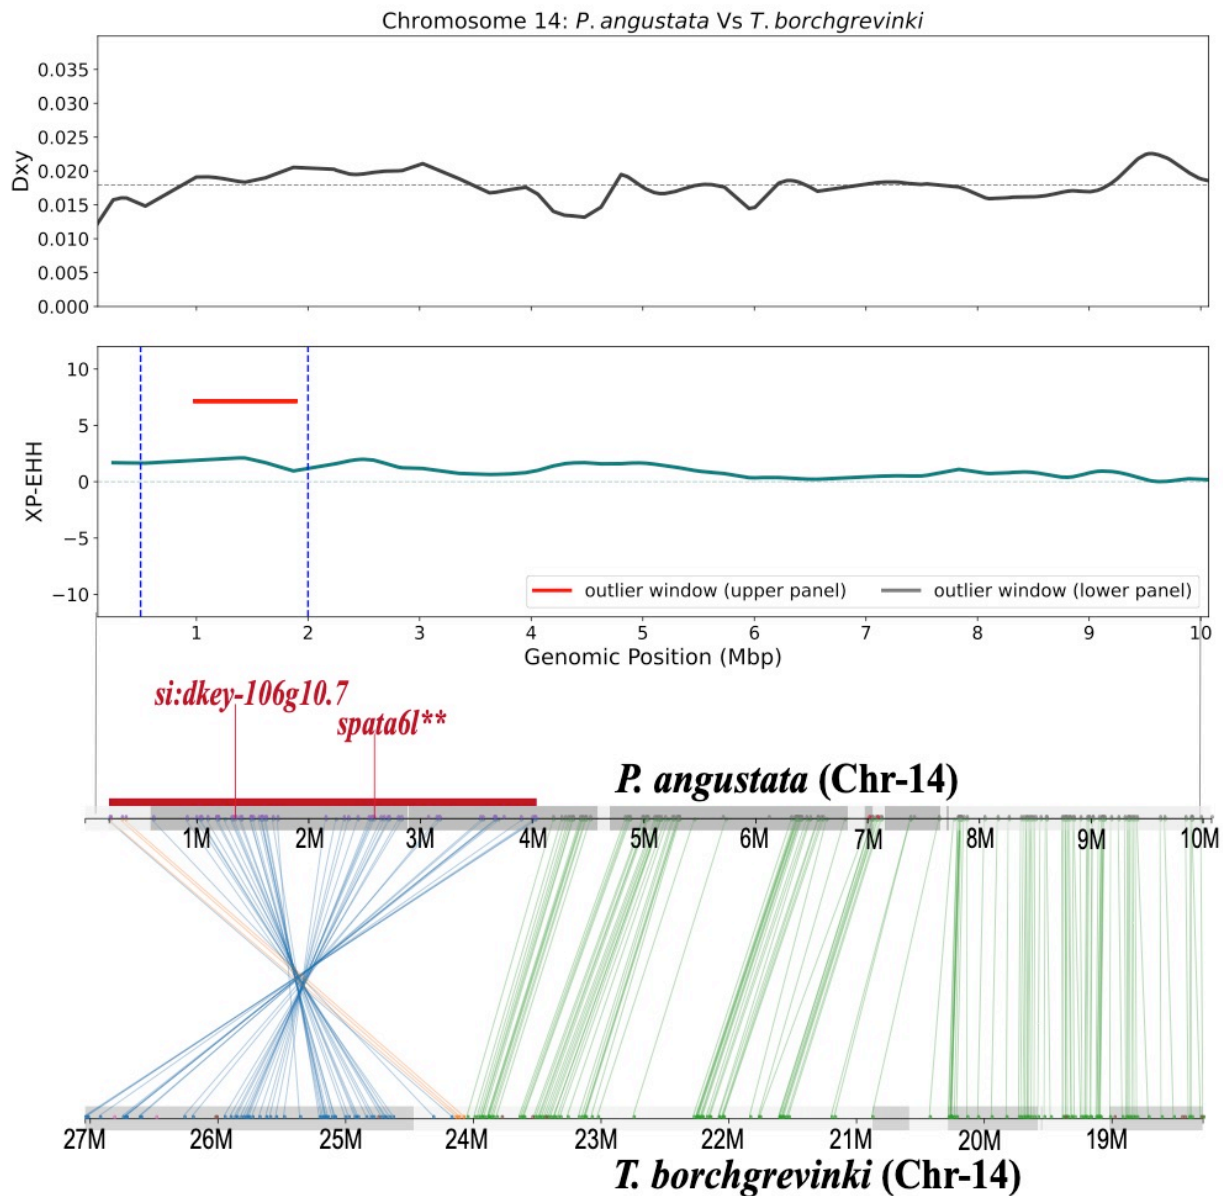 Chromosome 14: P. angustata Vs T. borchgrevinki
0.035
0.030
0.025
0.020
0.015
0.010
0.005
0.000
Dxy
10
5
0
−5
−10
XP-EHH
outlier window (upper panel) outlier window (lower panel)
1 2 3 4 5 6 7 8 9 10
Genomic Position (Mbp)
si:dkey-106g10.7
spata6l**
P. angustata (Chr-14)
1M 2M 3M 4M 5M 6M 7M 8M 9M 10M
27M 26M 25M 24M 23M 22M 21M 20M 19M
T. borchgrevinki (Chr-14)